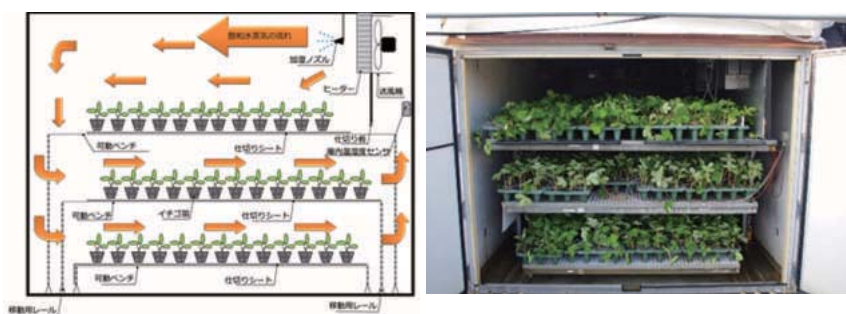 飽和水蒸気の流れ
加湿ノズル
ヒーター
送風機
仕切り板
庫内温湿度センサ
可動ベンチ
仕切りシート
可動ベンチ
イチゴ苗
仕切りシート
可動ベンチ
仕切りシート
移動用レール
移動用レール